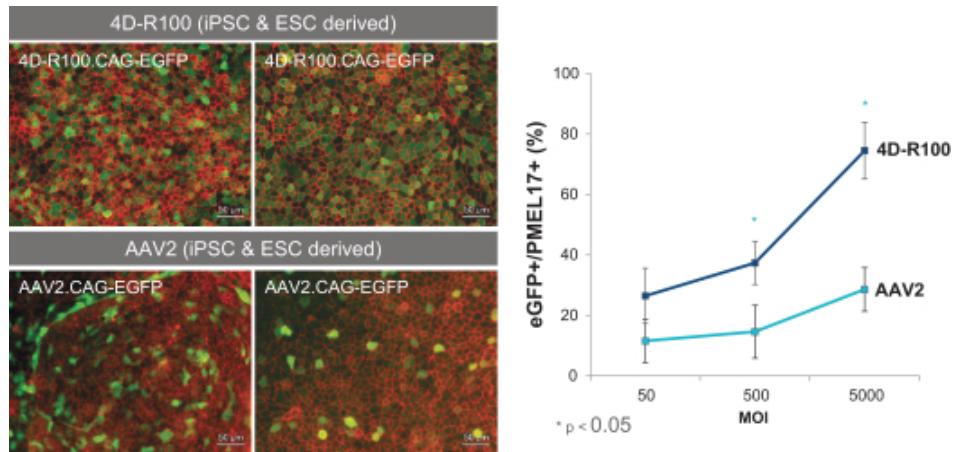 4D-R100 (iPSC & ESC derived)
4D-R100.CAG-EGFP
4D-R100.CAG-EGFP
50 µm
50 µm
AAV2 (iPSC & ESC derived)
AAV2.CAG-EGFP
AAV2.CAG-EGFP
50 µm
50 µm
eGFP+/PMEL17+ (%)
100
80
60
40
20
0
*
*
4D-R100
AAV2
50
500
5000
MOI
* p < 0.05